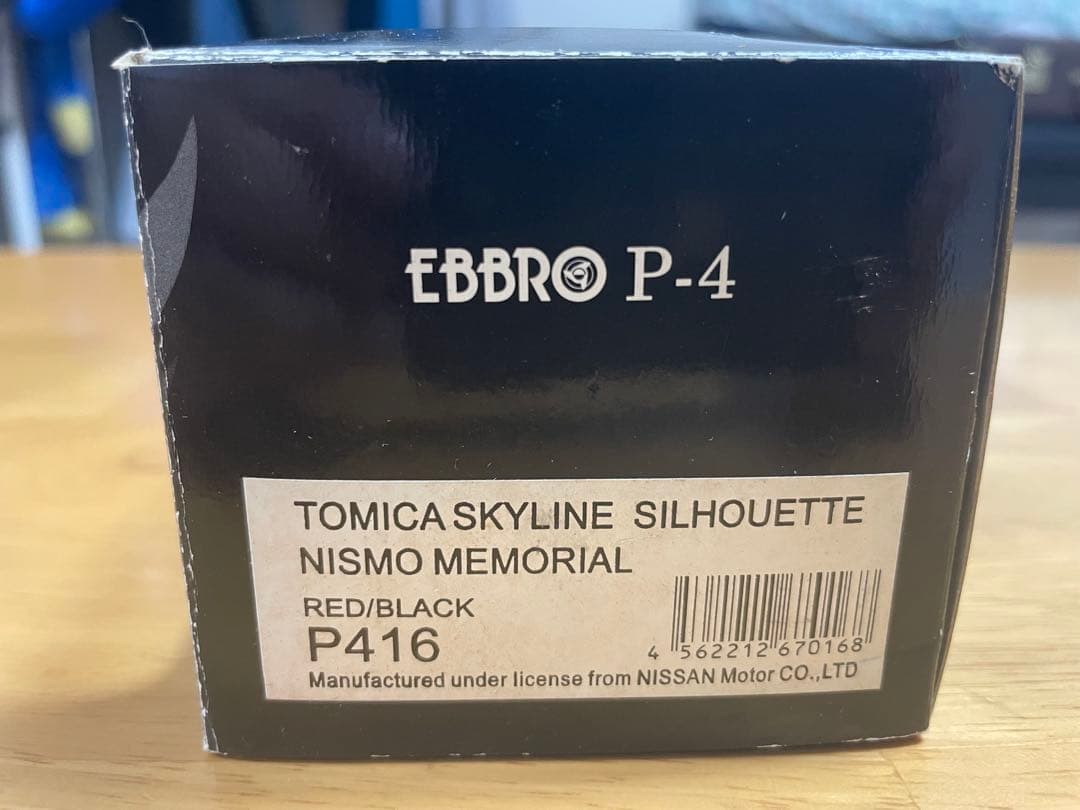 EBBRO P-4
TOMICA SKYLINE SILHOUETTE
NISMO MEMORIAL
RED/BLACK
P416
4 562212 670168
Manufactured under license from NISSAN Motor CO.,LTD